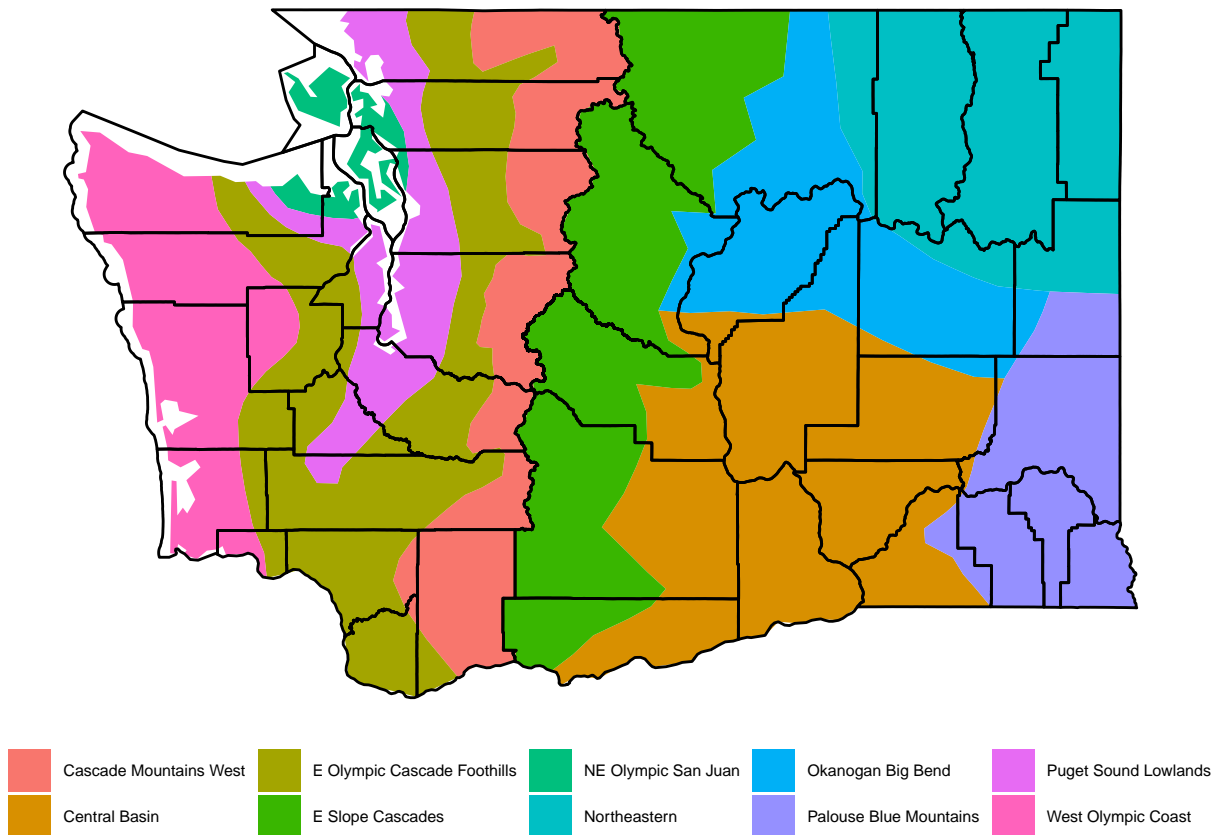 Cascade Mountains West
E Olympic Cascade Foothills
NE Olympic San Juan
Okanogan Big Bend
Puget Sound Lowlands
Central Basin
E Slope Cascades
Northeastern
Palouse Blue Mountains
West Olympic Coast